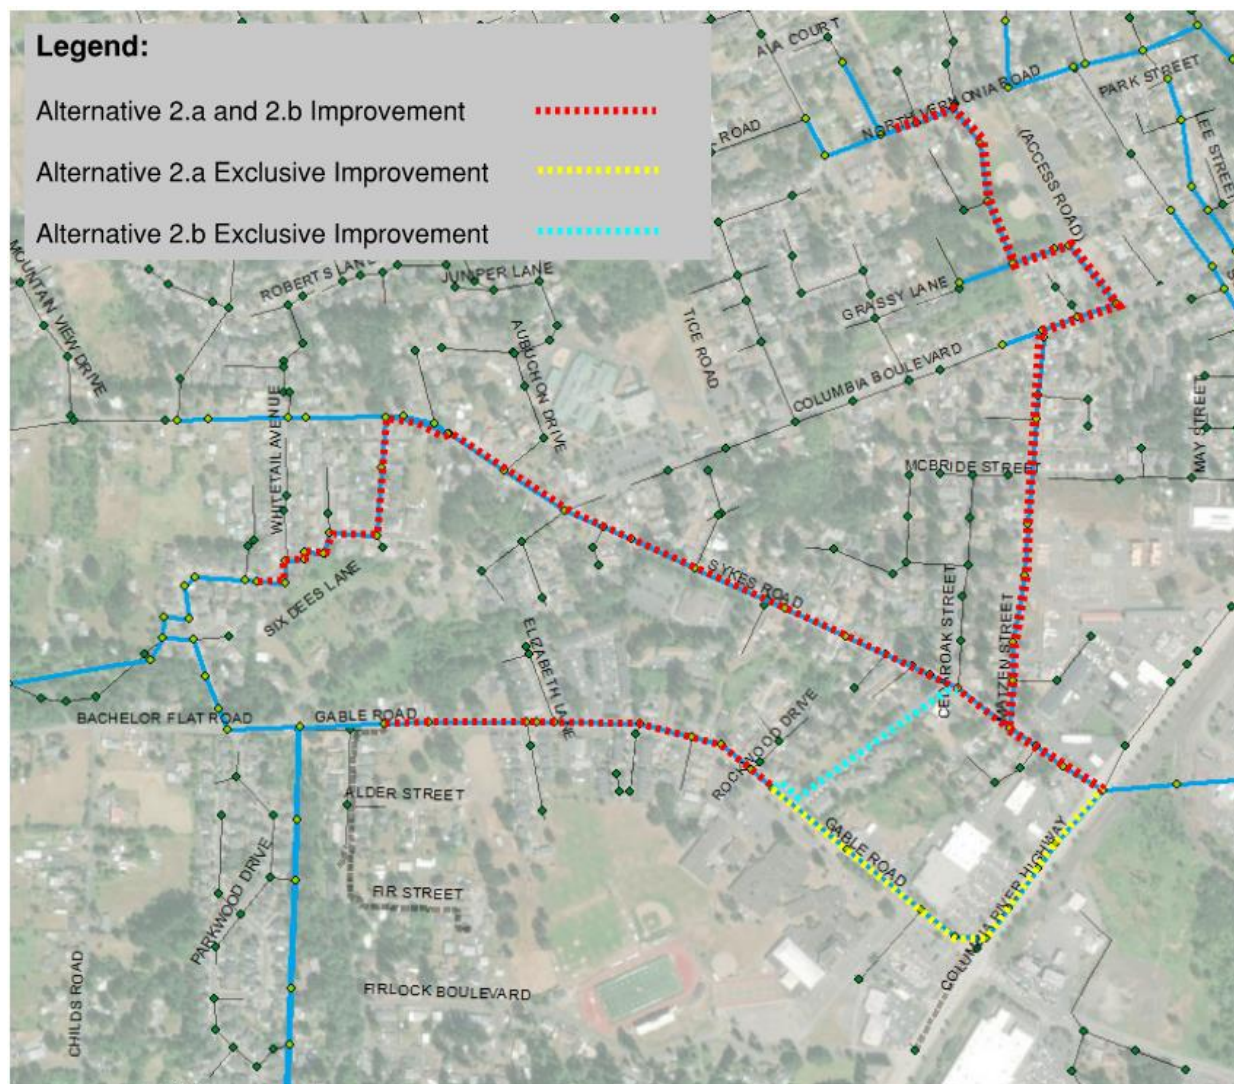 Legend:
Alternative 2.a and 2.b Improvement
Alternative 2.a Exclusive Improvement
Alternative 2.b Exclusive Improvement
AVA COURT
NORTH VERNONIA ROAD
PARK STREET
ROAD
LEE STREET
(ACCESS ROAD)
MOUNTAIN VIEW DRIVE
ROBERTS LANE
JUNIPER LANE
GRASSY LANE
AUBUCHON DRIVE
TICE ROAD
COLUMBIA BOULEVARD
WHITETAIL AVENUE
MAY STREET
MCBRIDE STREET
SYKES ROAD
SIX DEES LANE
CEDAROAK STREET
MATZEN STREET
ELIZABETH LANE
BACHELOR FLAT ROAD
GABLE ROAD
ROCKWOOD DRIVE
ALDER STREET
GABLE ROAD
COLUMBIA RIVER HIGHWAY
PARKWOOD DRIVE
FIR STREET
FIRLOCK BOULEVARD
CHILDS ROAD